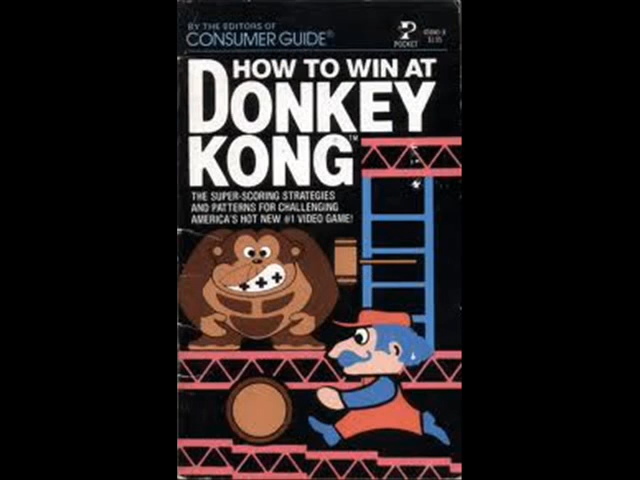 BY THE EDITORS OF
CONSUMER GUIDE®
POCKET
HOW TO WIN AT
DONKEY
KONG™
THE SUPER-SCORING STRATEGIES
AND PATTERNS FOR CHALLENGING
AMERICA'S HOT NEW #1 VIDEO GAME!